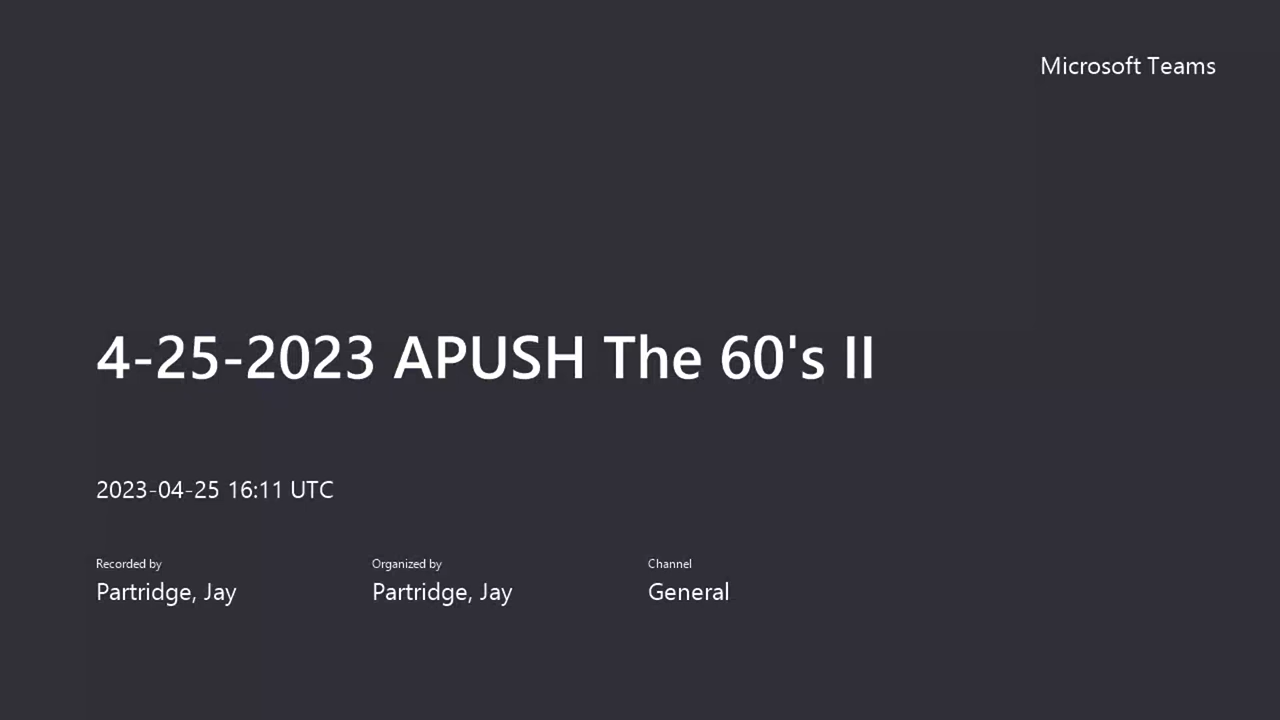 Microsoft Teams
4-25-2023 APUSH The 60's II
2023-04-25 16:11 UTC
Recorded by
Partridge, Jay
Organized by
Partridge, Jay
Channel
General